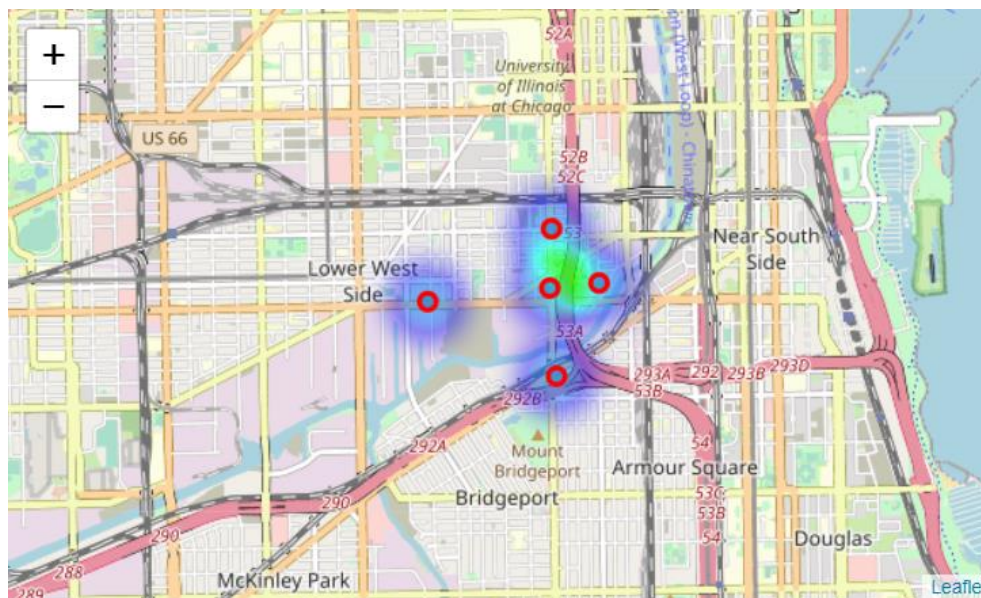 +
−
52A
University
of Illinois
at Chicago
US 66
52B
52C
53
Lower West
Side
Near South
Side
53A
293A
292
293B
293D
53B
292B
292A
54
Mount
Bridgeport
Armour Square
Bridgeport
53C
53B
54
290
290
Douglas
288
289
McKinley Park
Leafle